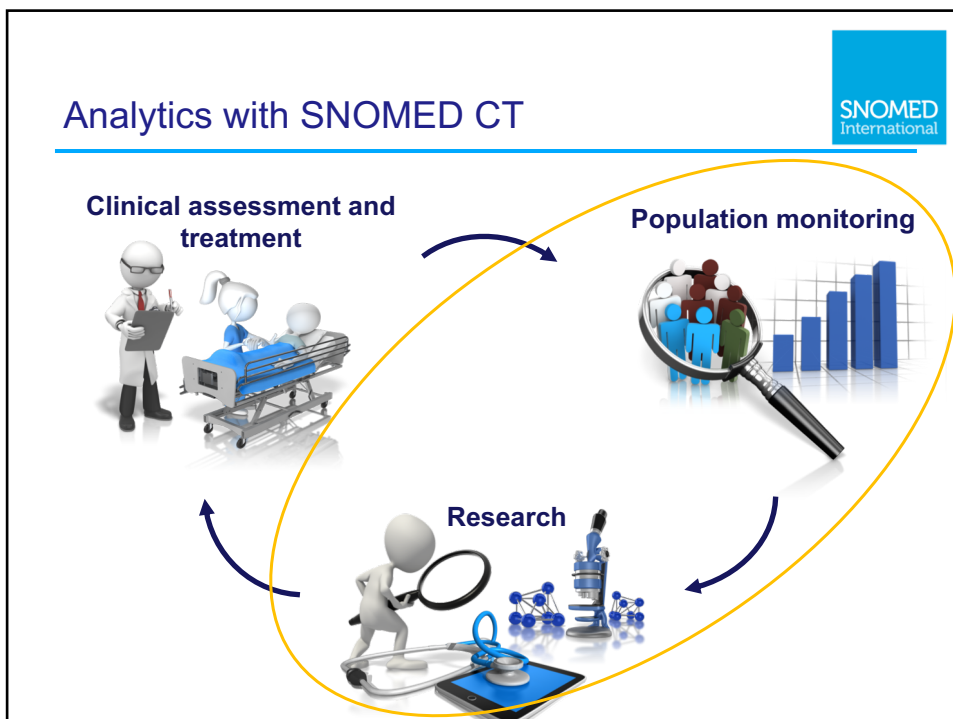 Analytics with SNOMED CT
SNOMED
International
Clinical assessment and
treatment
Population monitoring
Research